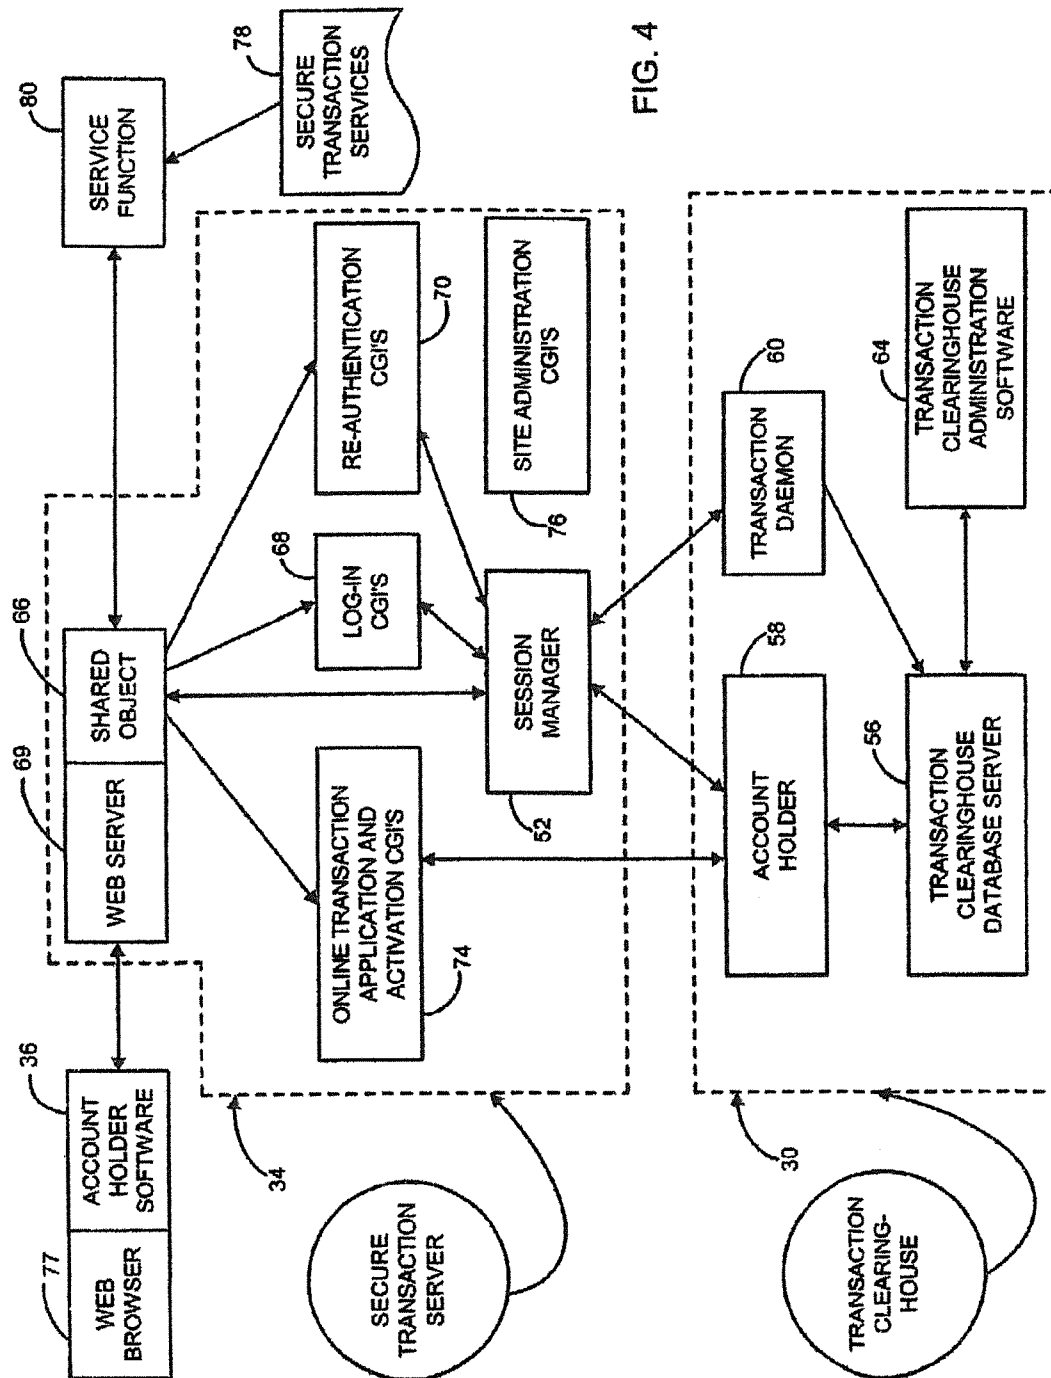 77
WEB
BROWSER
36
ACCOUNT
HOLDER
SOFTWARE
69
WEB SERVER
66
SHARED
OBJECT
80
SERVICE
FUNCTION
78
SECURE
TRANSACTION
SERVICES
34
SECURE
TRANSACTION
SERVER
74
ONLINE TRANSACTION
APPLICATION AND
ACTIVATION CGI'S
68
LOG-IN
CGI'S
RE-AUTHENTICATION
CGI'S
70
52
SESSION
MANAGER
76
SITE ADMINISTRATION
CGI'S
30
TRANSACTION
CLEARING-
HOUSE
58
ACCOUNT
HOLDER
60
TRANSACTION
DAEMON
56
TRANSACTION
CLEARINGHOUSE
DATABASE SERVER
64
TRANSACTION
CLEARINGHOUSE
ADMINISTRATION
SOFTWARE
FIG. 4